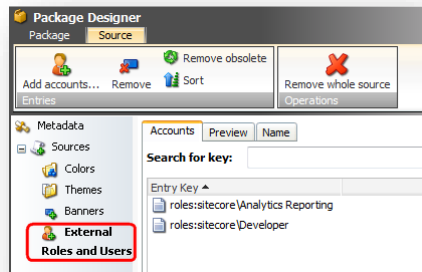 Package Designer
Package Source
Add accounts... Remove Remove obsolete
Sort
Remove whole source
Entries Operations
Metadata
Sources
Colors
Themes
Banners
External
Roles and Users
Accounts Preview Name
Search for key:
Entry Key
roles:sitecore\Analytics Reporting
roles:sitecore\Developer